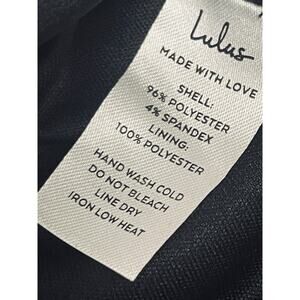 Lulus
MADE WITH LOVE
SHELL:
96% POLYESTER
4% SPANDEX
LINING:
100% POLYESTER
HAND WASH COLD
DO NOT BLEACH
LINE DRY
IRON LOW HEAT